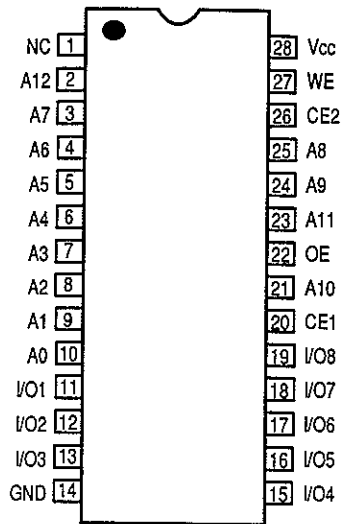 NC 1 28 Vcc
A12 2 27 WE
A7 3 26 CE2
A6 4 25 A8
A5 5 24 A9
A4 6 23 A11
A3 7 22 OE
A2 8 21 A10
A1 9 20 CE1
A0 10 19 I/O8
I/O1 11 18 I/O7
I/O2 12 17 I/O6
I/O3 13 16 I/O5
GND 14 15 I/O4